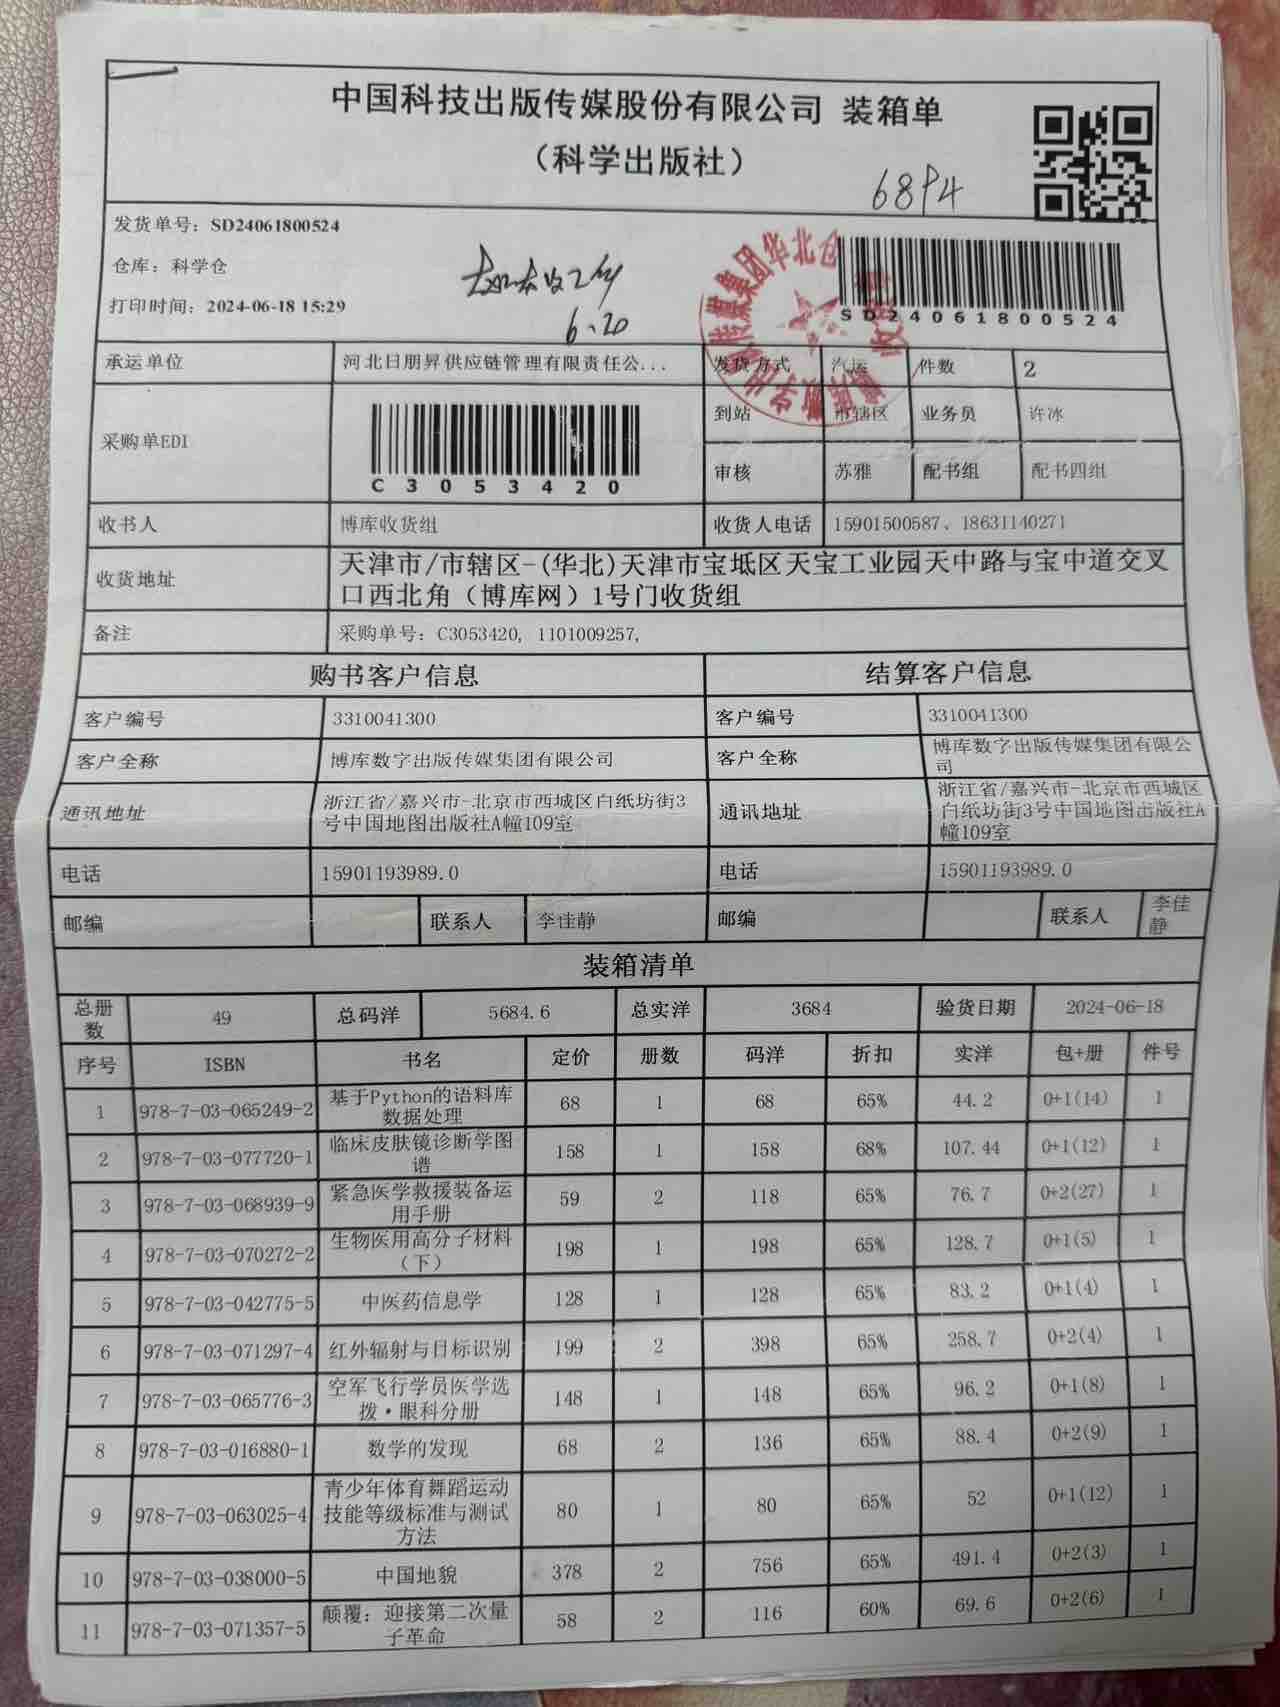 中国科技出版传媒股份有限公司 装箱单
（科学出版社）
6894
发货单号：SD24061800524
仓库：科学仓
打印时间：2024-06-18 15:29
6.20
SD24061800524
承运单位 河北日朋昇供应链管理有限责任公... 发货方式 汽运 件数 2
采购单EDI C3053420 到站 市辖区 业务员 许冰
审核 苏雅 配书组 配书四组
收书人 博库收货组 收货人电话 15901500587、18631140271
收货地址 天津市/市辖区-(华北)天津市宝坻区天宝工业园天中路与宝中道交叉
口西北角（博库网）1号门收货组
备注 采购单号：C3053420, 1101009257,
购书客户信息 结算客户信息
客户编号 3310041300 客户编号 3310041300
客户全称 博库数字出版传媒集团有限公司 客户全称 博库数字出版传媒集团有限公
司
通讯地址 浙江省/嘉兴市-北京市西城区白纸坊街3
号中国地图出版社A幢109室 通讯地址 浙江省/嘉兴市-北京市西城区
白纸坊街3号中国地图出版社A
幢109室
电话 15901193989.0 电话 15901193989.0
邮编 联系人 李佳静 邮编 联系人 李佳
静
装箱清单
总册
数 49 总码洋 5684.6 总实洋 3684 验货日期 2024-06-18
序号 ISBN 书名 定价 册数 码洋 折扣 实洋 包+册 件号
1 978-7-03-065249-2 基于Python的语料库
数据处理 68 1 68 65% 44.2 0+1(14) 1
2 978-7-03-077720-1 临床皮肤镜诊断学图
谱 158 1 158 68% 107.44 0+1(12) 1
3 978-7-03-068939-9 紧急医学救援装备运
用手册 59 2 118 65% 76.7 0+2(27) 1
4 978-7-03-070272-2 生物医用高分子材料
（下） 198 1 198 65% 128.7 0+1(5) 1
5 978-7-03-042775-5 中医药信息学 128 1 128 65% 83.2 0+1(4) 1
6 978-7-03-071297-4 红外辐射与目标识别 199 2 398 65% 258.7 0+2(4) 1
7 978-7-03-065776-3 空军飞行学员医学选
拨·眼科分册 148 1 148 65% 96.2 0+1(8) 1
8 978-7-03-016880-1 数学的发现 68 2 136 65% 88.4 0+2(9) 1
9 978-7-03-063025-4 青少年体育舞蹈运动
技能等级标准与测试
方法 80 1 80 65% 52 0+1(12) 1
10 978-7-03-038000-5 中国地貌 378 2 756 65% 491.4 0+2(3) 1
11 978-7-03-071357-5 颠覆：迎接第二次量
子革命 58 2 116 60% 69.6 0+2(6) 1